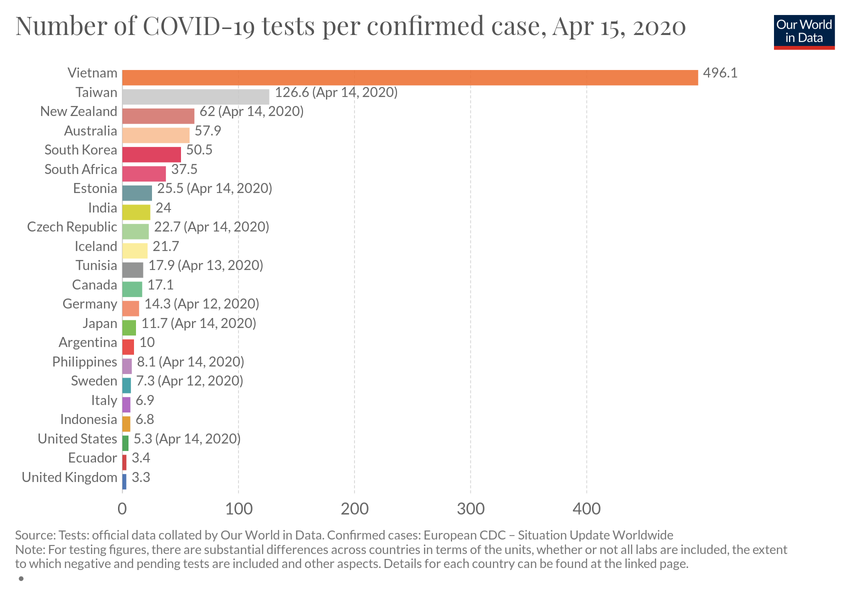 Number of COVID-19 tests per confirmed case, Apr 15, 2020
Our World
in Data
Vietnam 496.1
Taiwan 126.6 (Apr 14, 2020)
New Zealand 62 (Apr 14, 2020)
Australia 57.9
South Korea 50.5
South Africa 37.5
Estonia 25.5 (Apr 14, 2020)
India 24
Czech Republic 22.7 (Apr 14, 2020)
Iceland 21.7
Tunisia 17.9 (Apr 13, 2020)
Canada 17.1
Germany 14.3 (Apr 12, 2020)
Japan 11.7 (Apr 14, 2020)
Argentina 10
Philippines 8.1 (Apr 14, 2020)
Sweden 7.3 (Apr 12, 2020)
Italy 6.9
Indonesia 6.8
United States 5.3 (Apr 14, 2020)
Ecuador 3.4
United Kingdom 3.3
0 100 200 300 400
Source: Tests: official data collated by Our World in Data. Confirmed cases: European CDC – Situation Update Worldwide
Note: For testing figures, there are substantial differences across countries in terms of the units, whether or not all labs are included, the extent
to which negative and pending tests are included and other aspects. Details for each country can be found at the linked page.
•